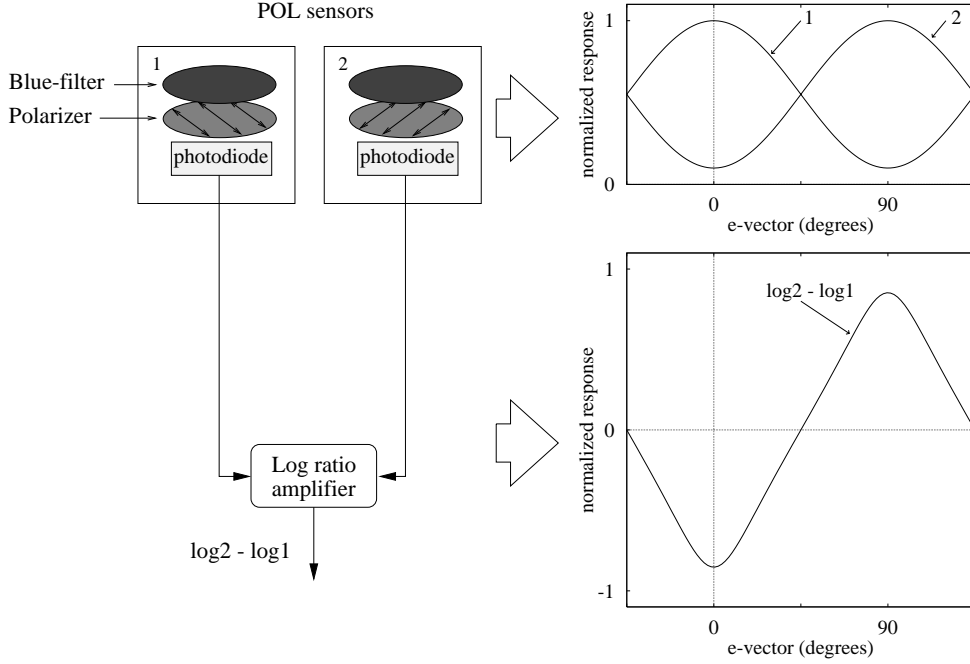 POL sensors
1
2
Blue-filter
Polarizer
photodiode
photodiode
Log ratio
amplifier
log2 - log1
1
0
normalized response
1
2
0
90
e-vector (degrees)
1
0
-1
normalized response
log2 - log1
0
90
e-vector (degrees)